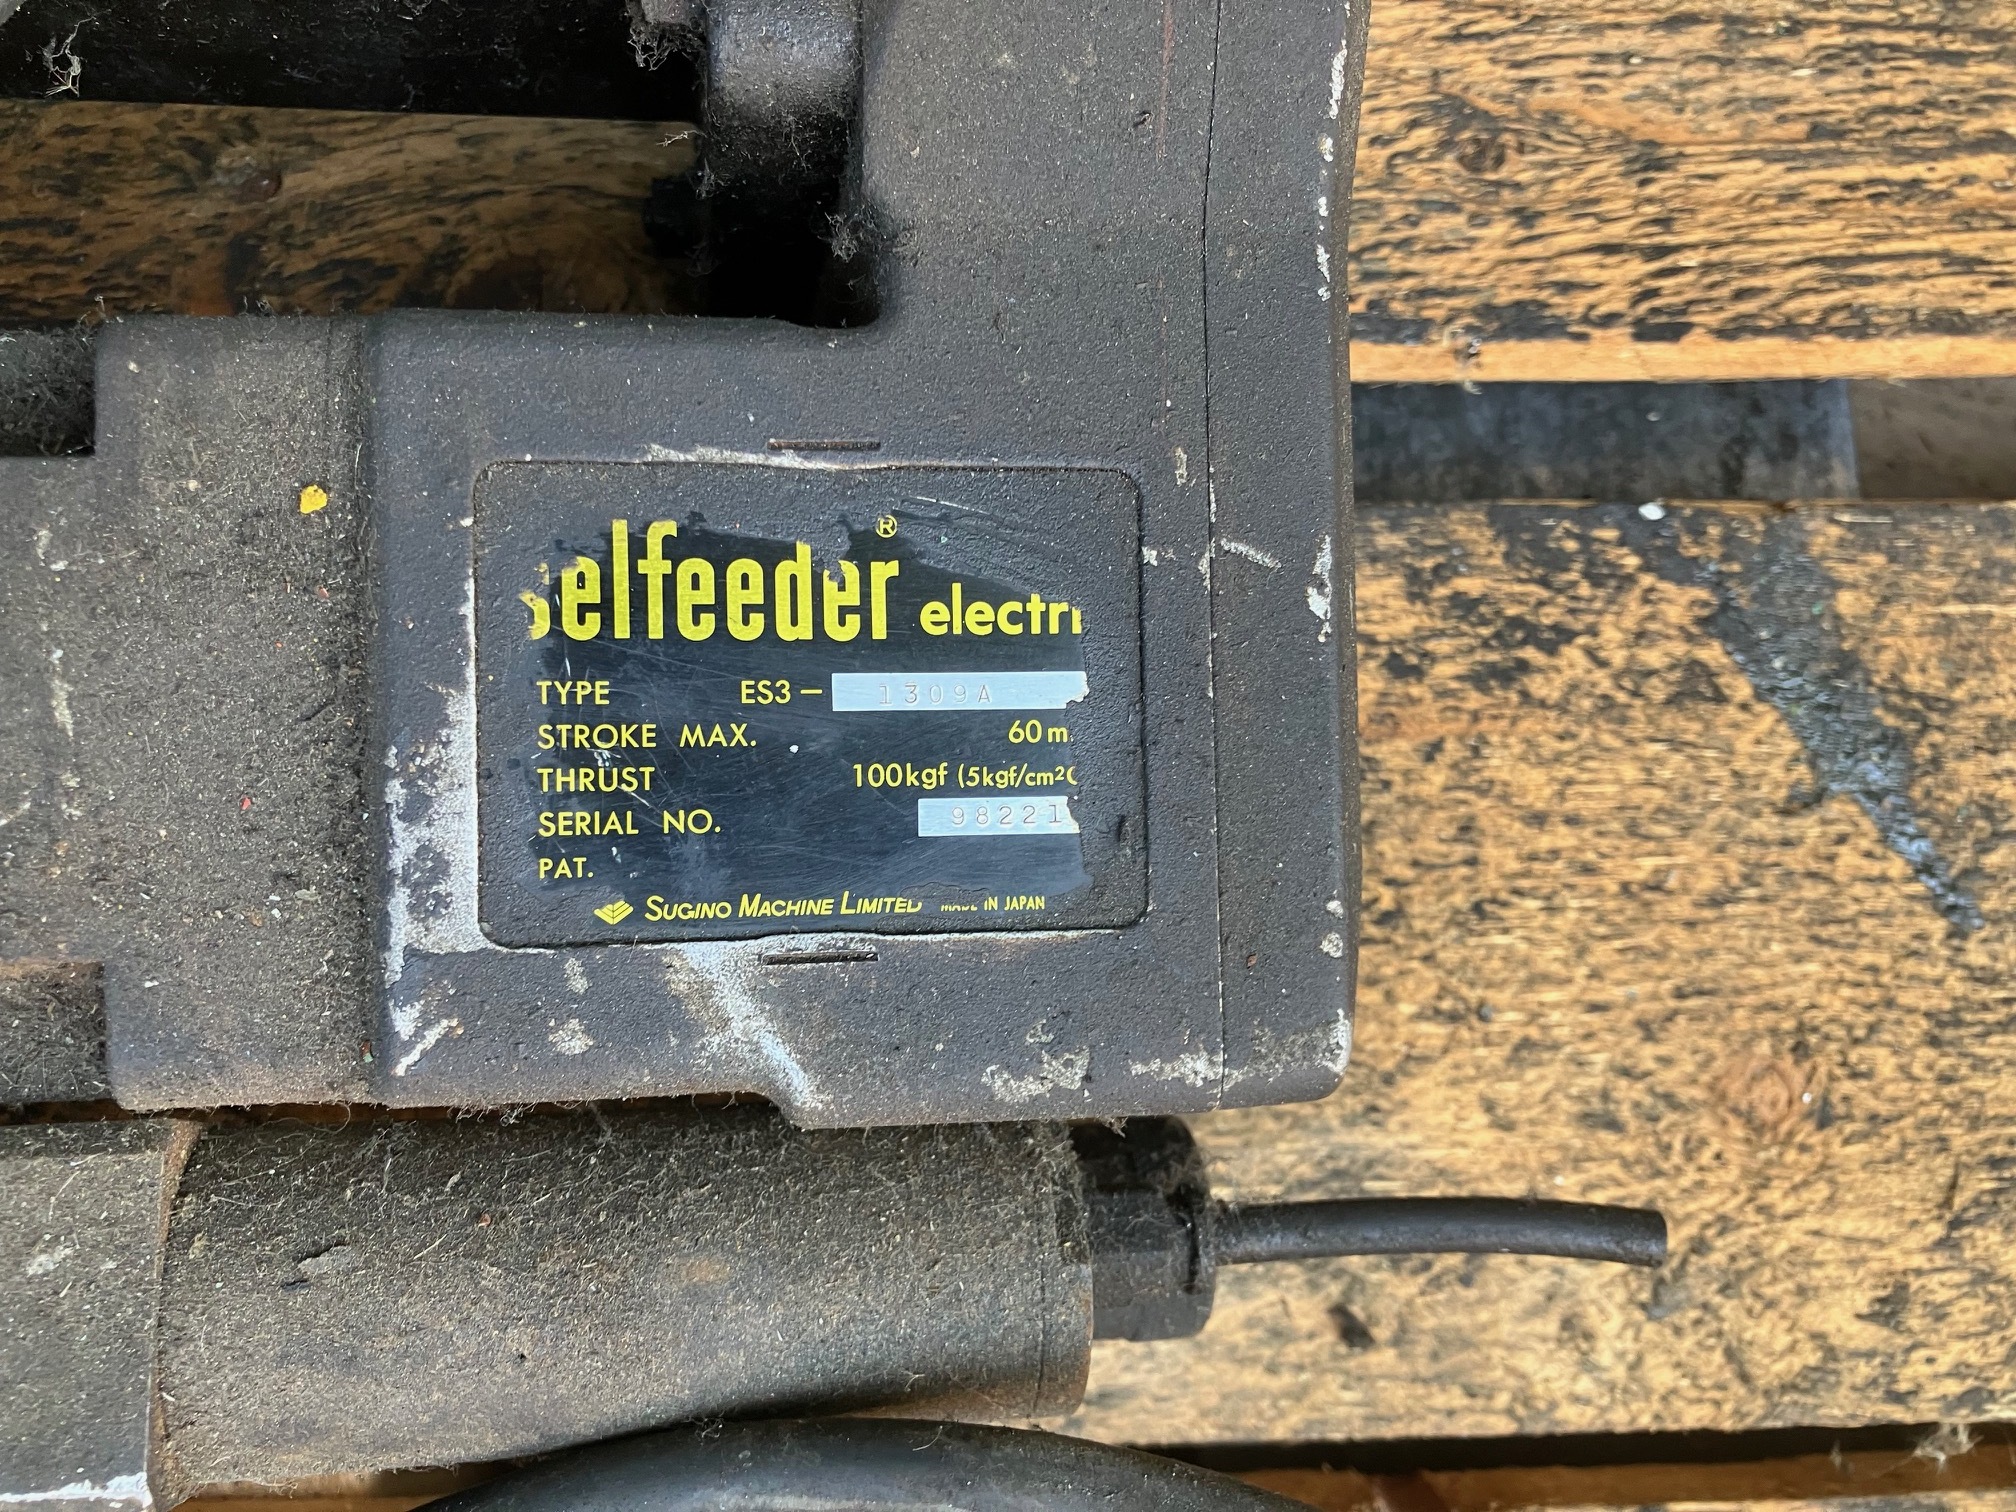 selfeeder® electri
TYPE ES3- 1309A
STROKE MAX. 60m
THRUST 100kgf (5kgf/cm²
SERIAL NO. 98221
PAT.
SUGINO MACHINE LIMITED MADE IN JAPAN